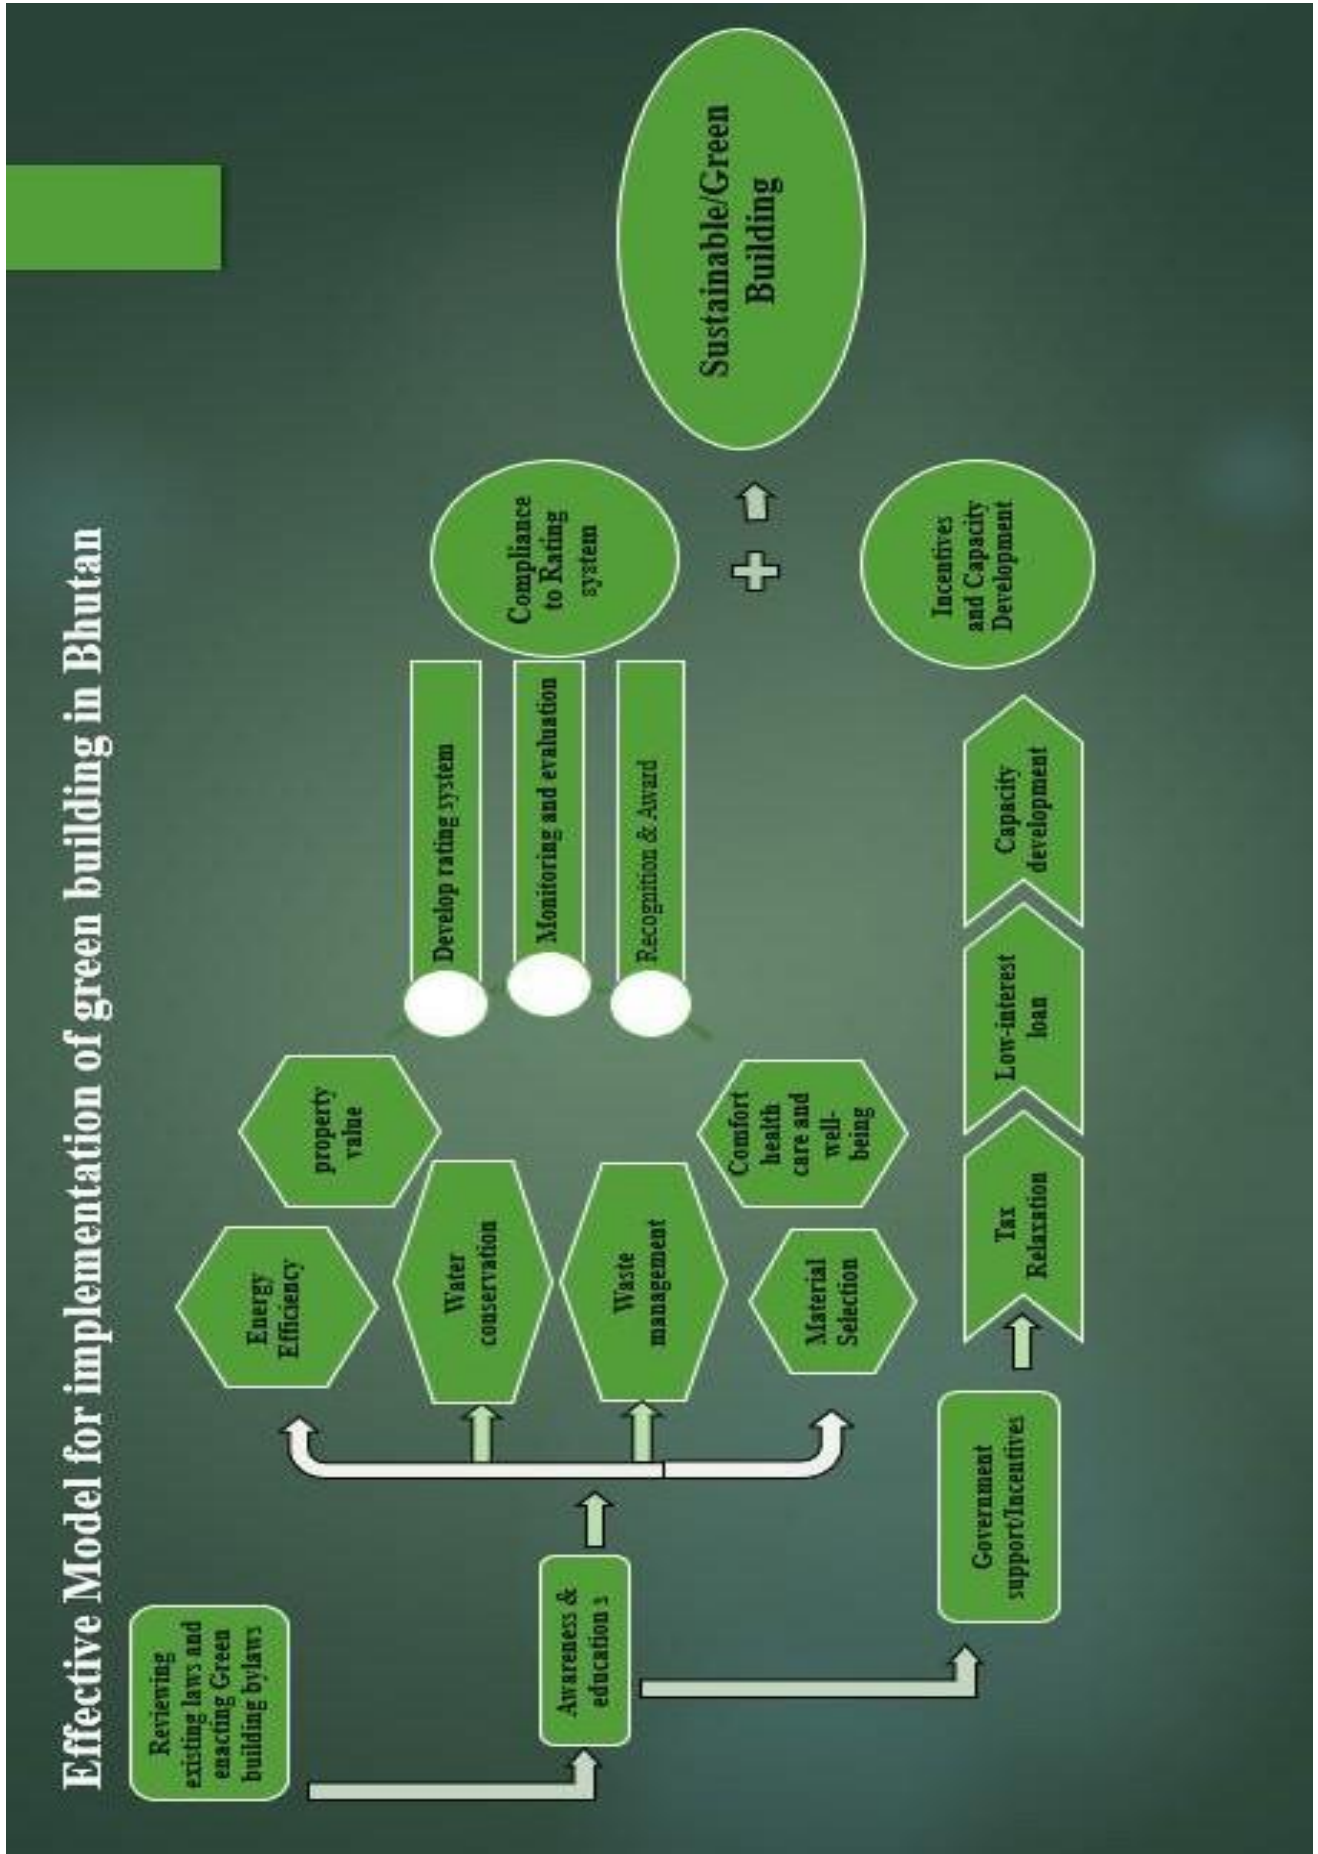 Effective Model for implementation of green building in Bhutan
Reviewing
existing laws and
enacting Green
building bylaws
Awareness &
education s
Government
support/Incentives
Energy
Efficiency
property
value
Water
conservation
Waste
management
Comfort
health
care and
well-
being
Material
Selection
Develop rating system
Monitoring and evaluation
Recognition & Award
Compliance
to Rating
system
Tax
Relaxation
Low-interest
loan
Capacity
development
Incentives
and Capacity
Development
Sustainable/Green
Building